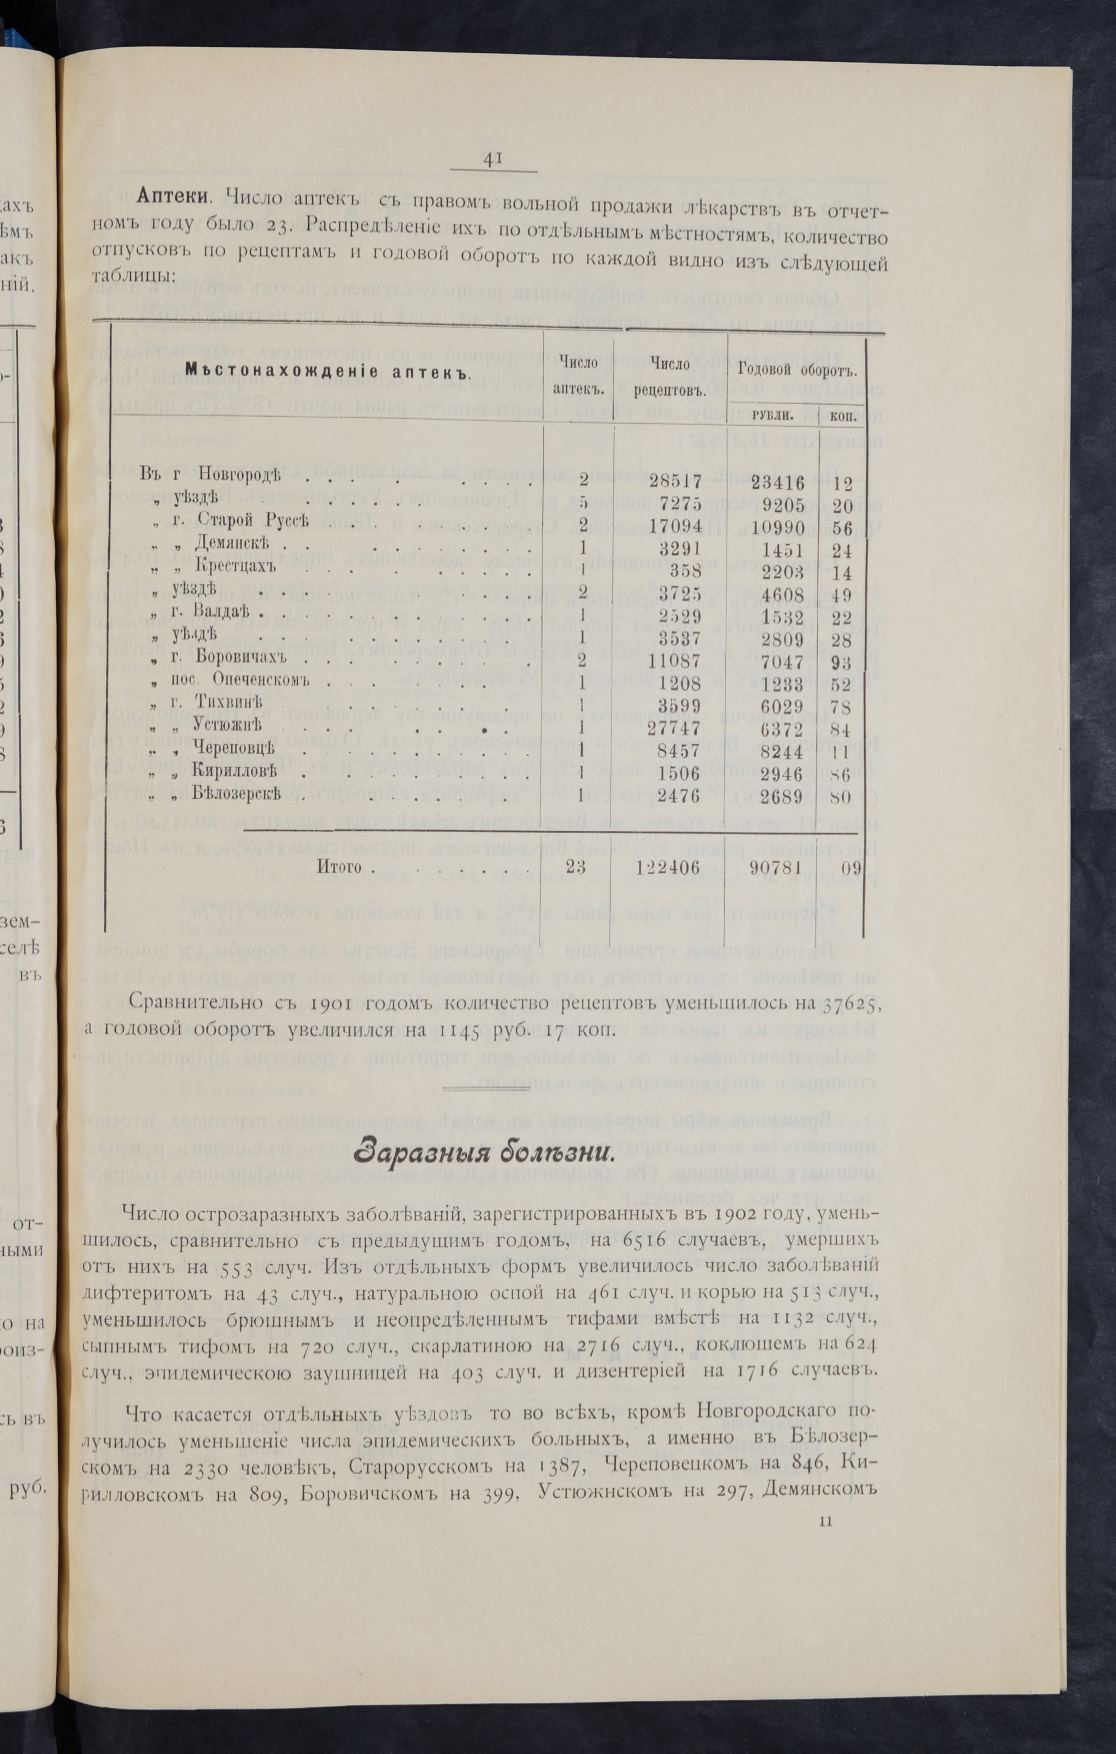 41
Аптеки. Число аптекъ съ правомъ вольной продажи лѣкарствъ въ отчет-
номъ году было 23. Распредѣленіе ихъ по отдѣльнымъ мѣстностямъ, количество
отпусковъ по рецептамъ и годовой оборотъ по каждой видно изъ слѣдующей
таблицы:
Мѣстонахожденіе аптекъ. Число аптекъ. Число рецептовъ. Годовой оборотъ.
рубли. коп.
Въ г Новгородѣ . . . . . . . . . 2 28517 23416 12
„ уѣздѣ . . . . . . 5 7275 9205 20
„ г. Старой Руссѣ . . . . . . . . 2 17094 10990 56
„ „ Демянскѣ . . . . . . . . . . 1 3291 1451 24
„ „ Крестцахъ . . . . . . . . . 1 358 2203 14
„ уѣздѣ . . . . . . . . . . . 2 3725 4608 49
„ г. Валдаѣ . . . . . . . . . . . 1 2529 1532 22
„ уѣздѣ . . . . . . . . . . . 1 3537 2809 28
„ г. Боровичахъ . . . . . . . . . . 2 11087 7047 93
„ пос. Опеченскомъ . . . . . . . . 1 1208 1233 52
„ г. Тихвинѣ . . . . . . . . . 1 3599 6029 78
„ „ Устюжнѣ . . . . . . . . 1 27747 6372 84
„ „ Череповцѣ . . . . . . . . . . 1 8457 8244 11
„ „ Кирилловѣ . . . . . . . . . . 1 1506 2946 86
„ „ Бѣлозерскѣ . . . . . . . 1 2476 2689 80
Итого . . . . . . . 23 122406 90781 09
Сравнительно съ 1901 годомъ количество рецептовъ уменьшилось на 37625,
а годовой оборотъ увеличился на 1145 руб. 17 коп.
Заразныя болѣзни.
Число острозаразныхъ заболѣваній, зарегистрированныхъ въ 1902 году, умень-
шилось, сравнительно съ предыдущимъ годомъ, на 6516 случаевъ, умершихъ
отъ нихъ на 553 случ. Изъ отдѣльныхъ формъ увеличилось число заболѣваній
дифтеритомъ на 43 случ., натуральною оспой на 461 случ. и корью на 513 случ.,
уменьшилось брюшнымъ и неопредѣленнымъ тифами вмѣстѣ на 1132 случ.,
сыпнымъ тифомъ на 720 случ., скарлатиною на 2716 случ., коклюшемъ на 624
случ., эпидемическою заушницей на 403 случ. и дизентеріей на 1716 случаевъ.
Что касается отдѣльныхъ уѣздовъ то во всѣхъ, кромѣ Новгородскаго по-
лучилось уменьшеніе числа эпидемическихъ больныхъ, а именно въ Бѣлозер-
скомъ на 2330 человѣкъ, Старорусскомъ на 1387, Череповецкомъ на 846, Ки-
рилловскомъ на 809, Боровичскомъ на 399, Устюжнскомъ на 297, Демянскомъ
11